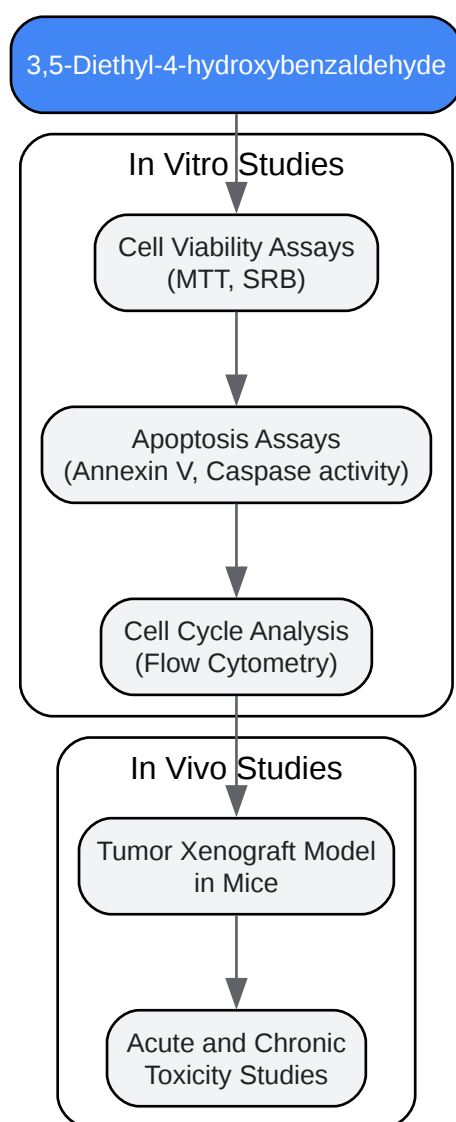 3,5-Diethyl-4-hydroxybenzaldehyde
In Vitro Studies
Cell Viability Assays
(MTT, SRB)
Apoptosis Assays
(Annexin V, Caspase activity)
Cell Cycle Analysis
(Flow Cytometry)
In Vivo Studies
Tumor Xenograft Model
in Mice
Acute and Chronic
Toxicity Studies